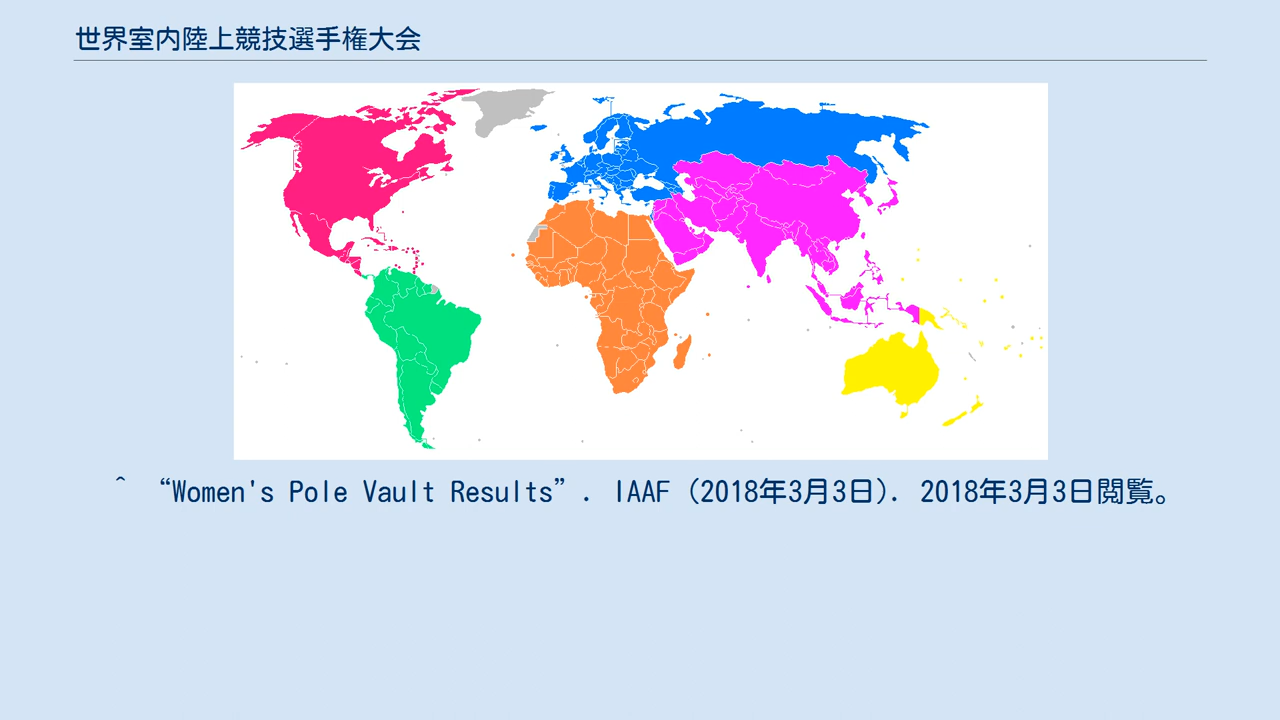 世界室内陸上競技選手権大会
^ “Women's Pole Vault Results”. IAAF (2018年3月3日). 2018年3月3日閲覧。